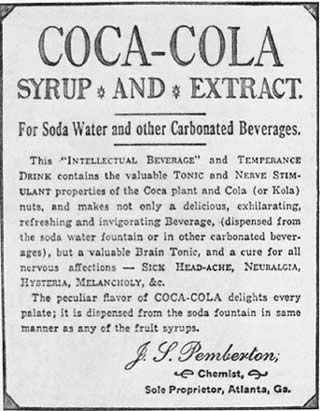 COCA-COLA
SYRUP * AND * EXTRACT.
For Soda Water and other Carbonated Beverages.
This "INTELLECTUAL BEVERAGE" and TEMPERANCE
DRINK contains the valuable TONIC and NERVE STIM-
ULANT properties of the Coca plant and Cola (or Kola)
nuts, and makes not only a delicious, exhilarating,
refreshing and invigorating Beverage, (dispensed from
the soda water fountain or in other carbonated bever-
ages), but a valuable Brain Tonic, and a cure for all
nervous affections — SICK HEAD-ACHE, NEURALGIA,
HYSTERIA, MELANCHOLY, &c.
The peculiar flavor of COCA-COLA delights every
palate; it is dispensed from the soda fountain in same
manner as any of the fruit syrups.
J. S. Pemberton,
Chemist,
Sole Proprietor, Atlanta, Ga.